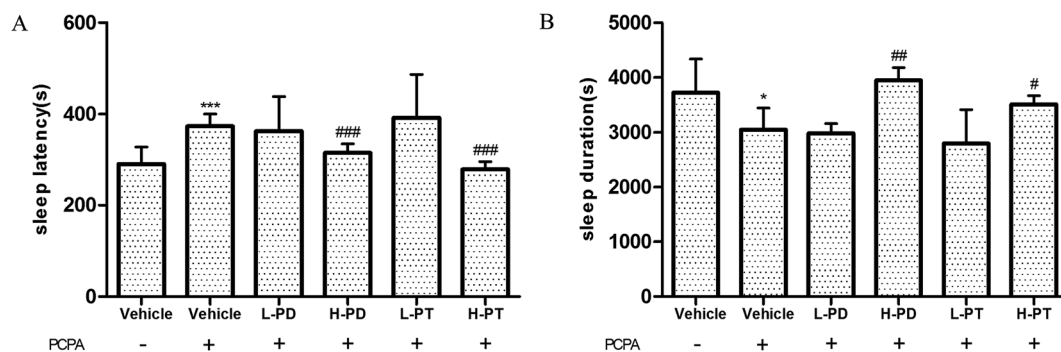 A
sleep latency(s)
600
400
200
0
***
###
###
Vehicle Vehicle L-PD H-PD L-PT H-PT
PCPA - + + + + +
B
sleep duration(s)
5000
4000
3000
2000
1000
0
*
##
#
Vehicle Vehicle L-PD H-PD L-PT H-PT
PCPA - + + + + +